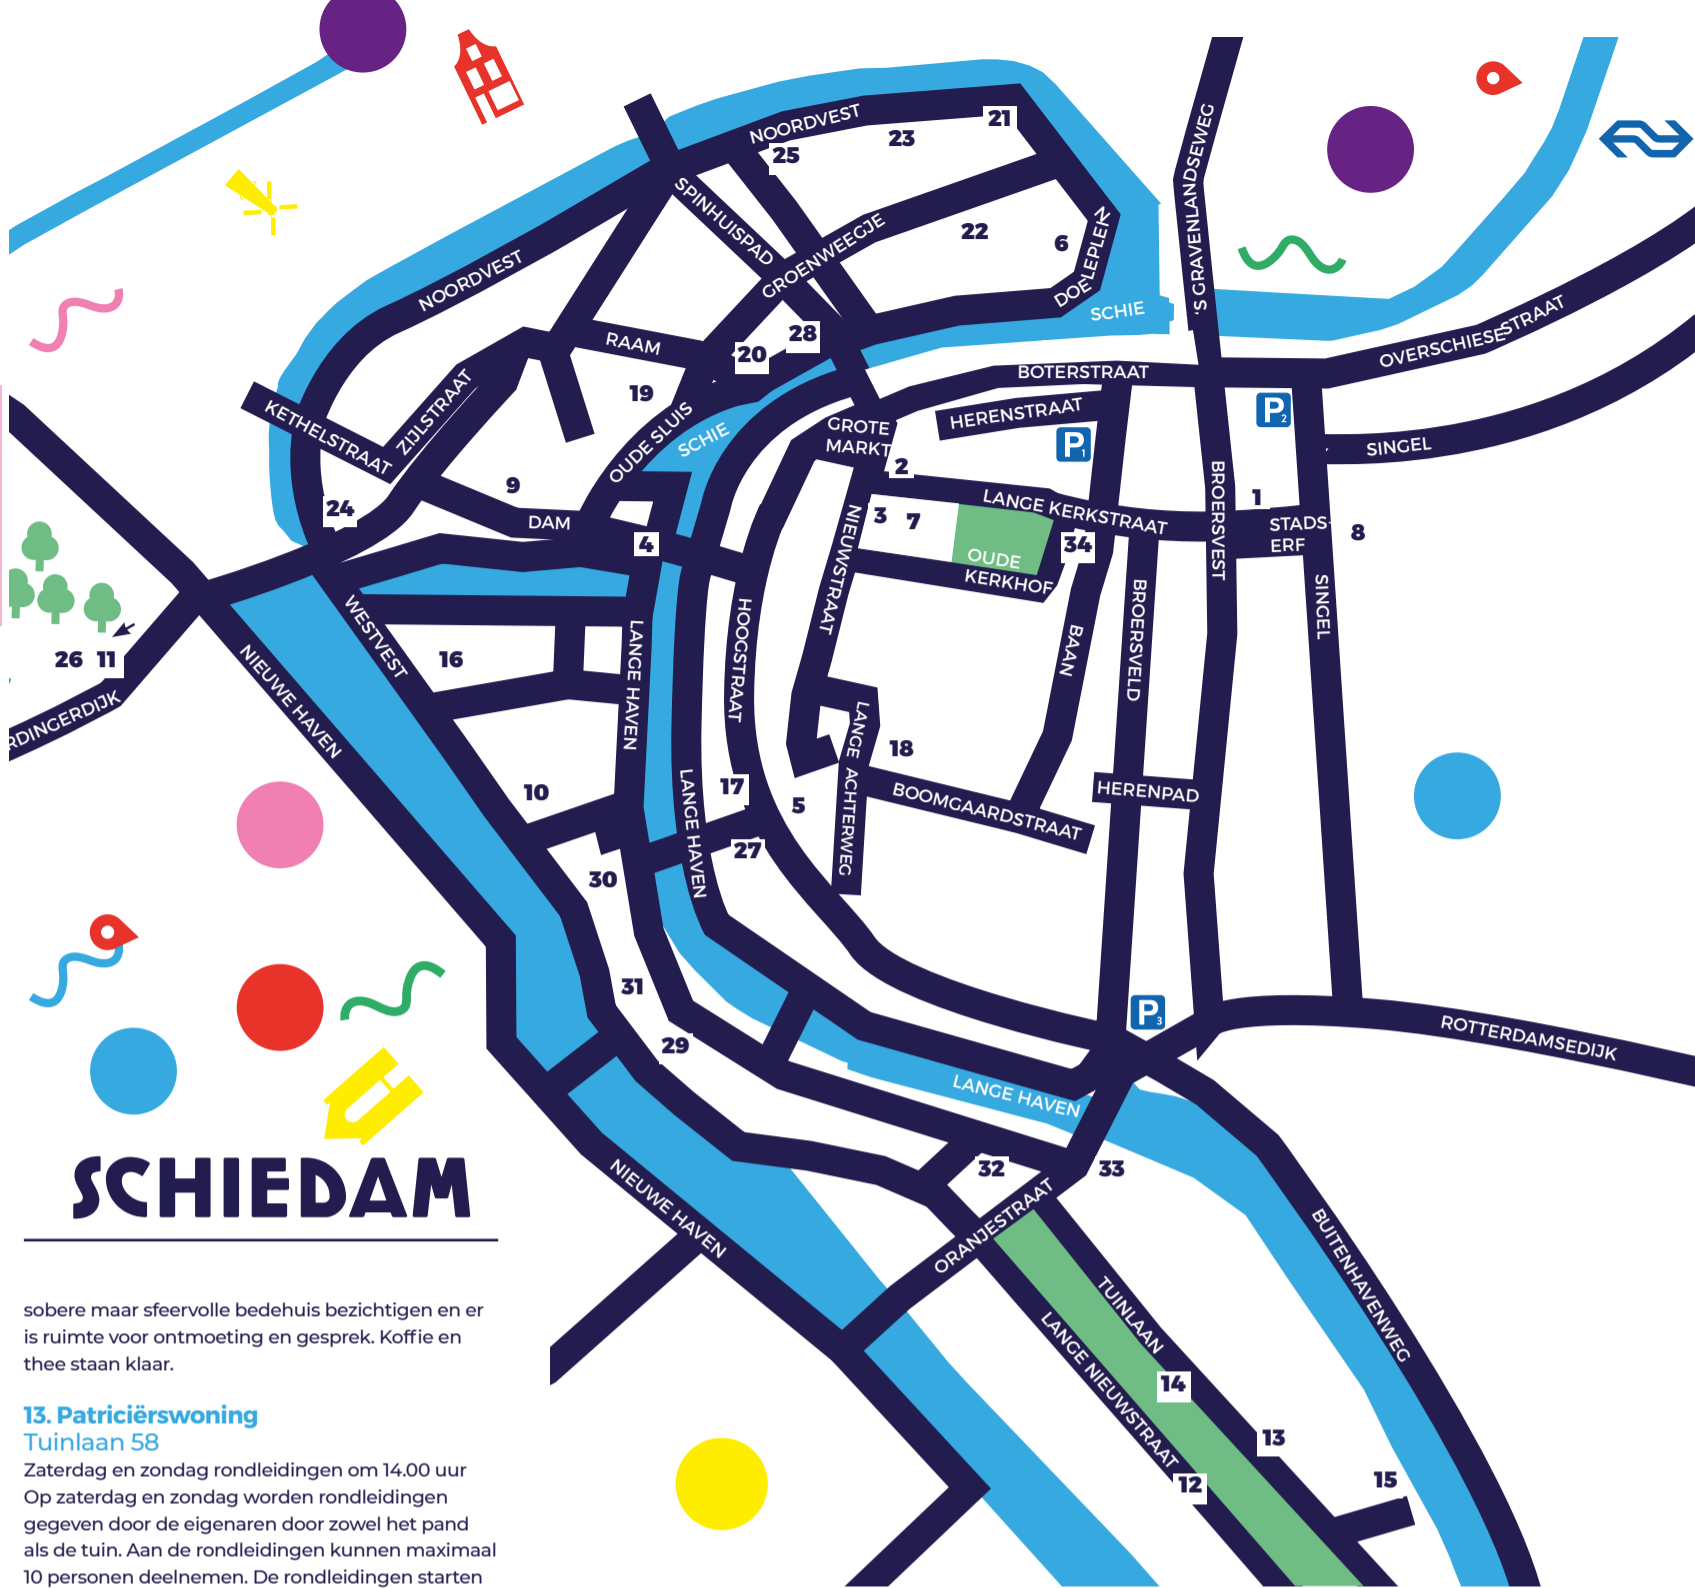 NOORDVEST
21
23
25
'S GRAVENLANDSEWEG
SPINHUISPAD
GROENWEEGJE
22
6
DOELEPLEIN
NOORDVEST
SCHIE
OVERSCHIESESTRAAT
RAAM
28
20
BOTERSTRAAT
19
KETHELSTRAAT
ZIJLSTRAAT
OUDE SLUIS
SCHIE
GROTE
MARKT
HERENSTRAAT
P1
P2
SINGEL
2
9
24
DAM
4
LANGE KERKSTRAAT
3
7
34
1
STADS-
ERF
8
OUDE
KERKHOF
NIEUWSTRAAT
BROERSVEST
SINGEL
BROERSVELD
BAAN
HOOGSTRAAT
LANGE HAVEN
WESTVEST
16
26
11
RDINGERDIJK
NIEUWE HAVEN
LANGE ACHTERWEG
18
10
LANGE HAVEN
17
5
BOOMGAARDSTRAAT
HERENPAD
27
30
31
29
P3
ROTTERDAMSEDIJK
LANGE HAVEN
SCHIEDAM
NIEUWE HAVEN
32
33
ORANJESTRAAT
BUITENHAVENWEG
TUINLAAN
LANGE NIEUWSTRAAT
14
13
12
15
sobere maar sfeervolle bedehuis bezichtigen en er
is ruimte voor ontmoeting en gesprek. Koffie en
thee staan klaar.
13. Patriciërswoning
Tuinlaan 58
Zaterdag en zondag rondleidingen om 14.00 uur
Op zaterdag en zondag worden rondleidingen
gegeven door de eigenaren door zowel het pand
als de tuin. Aan de rondleidingen kunnen maximaal
10 personen deelnemen. De rondleidingen starten